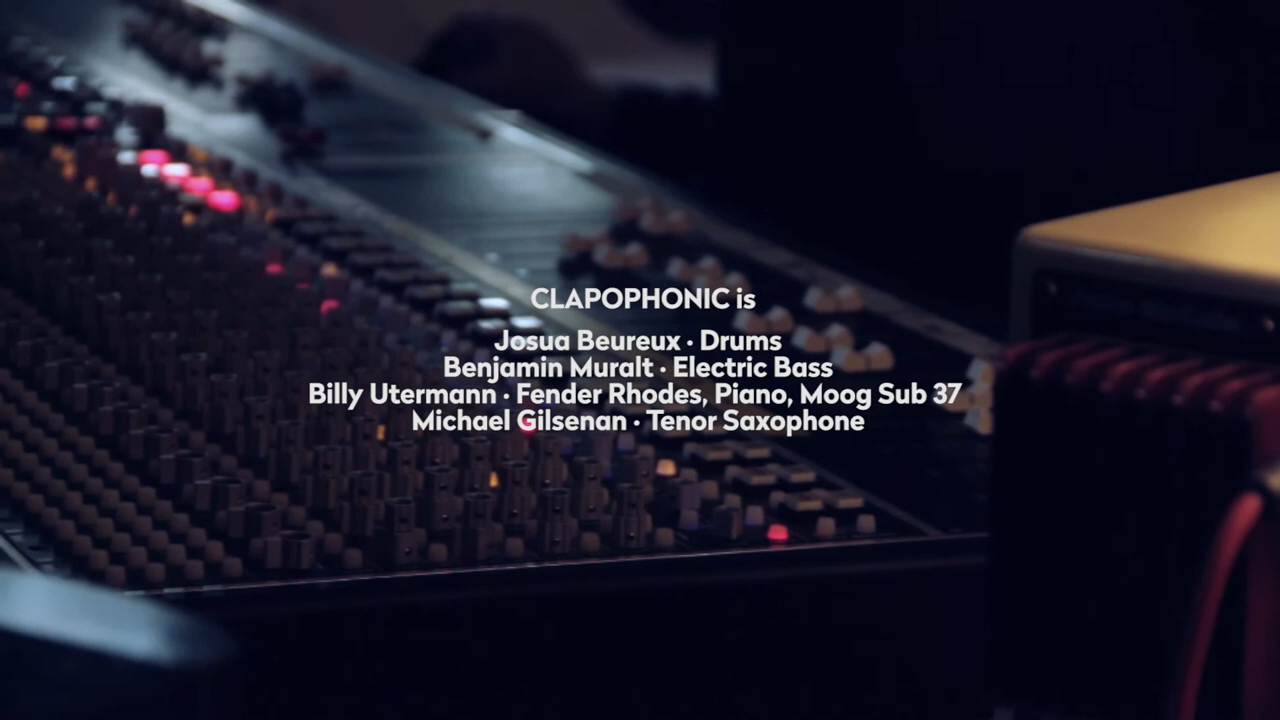 CLAPOPHONIC is
Josua Beureux · Drums
Benjamin Muralt · Electric Bass
Billy Utermann · Fender Rhodes, Piano, Moog Sub 37
Michael Gilsenan · Tenor Saxophone